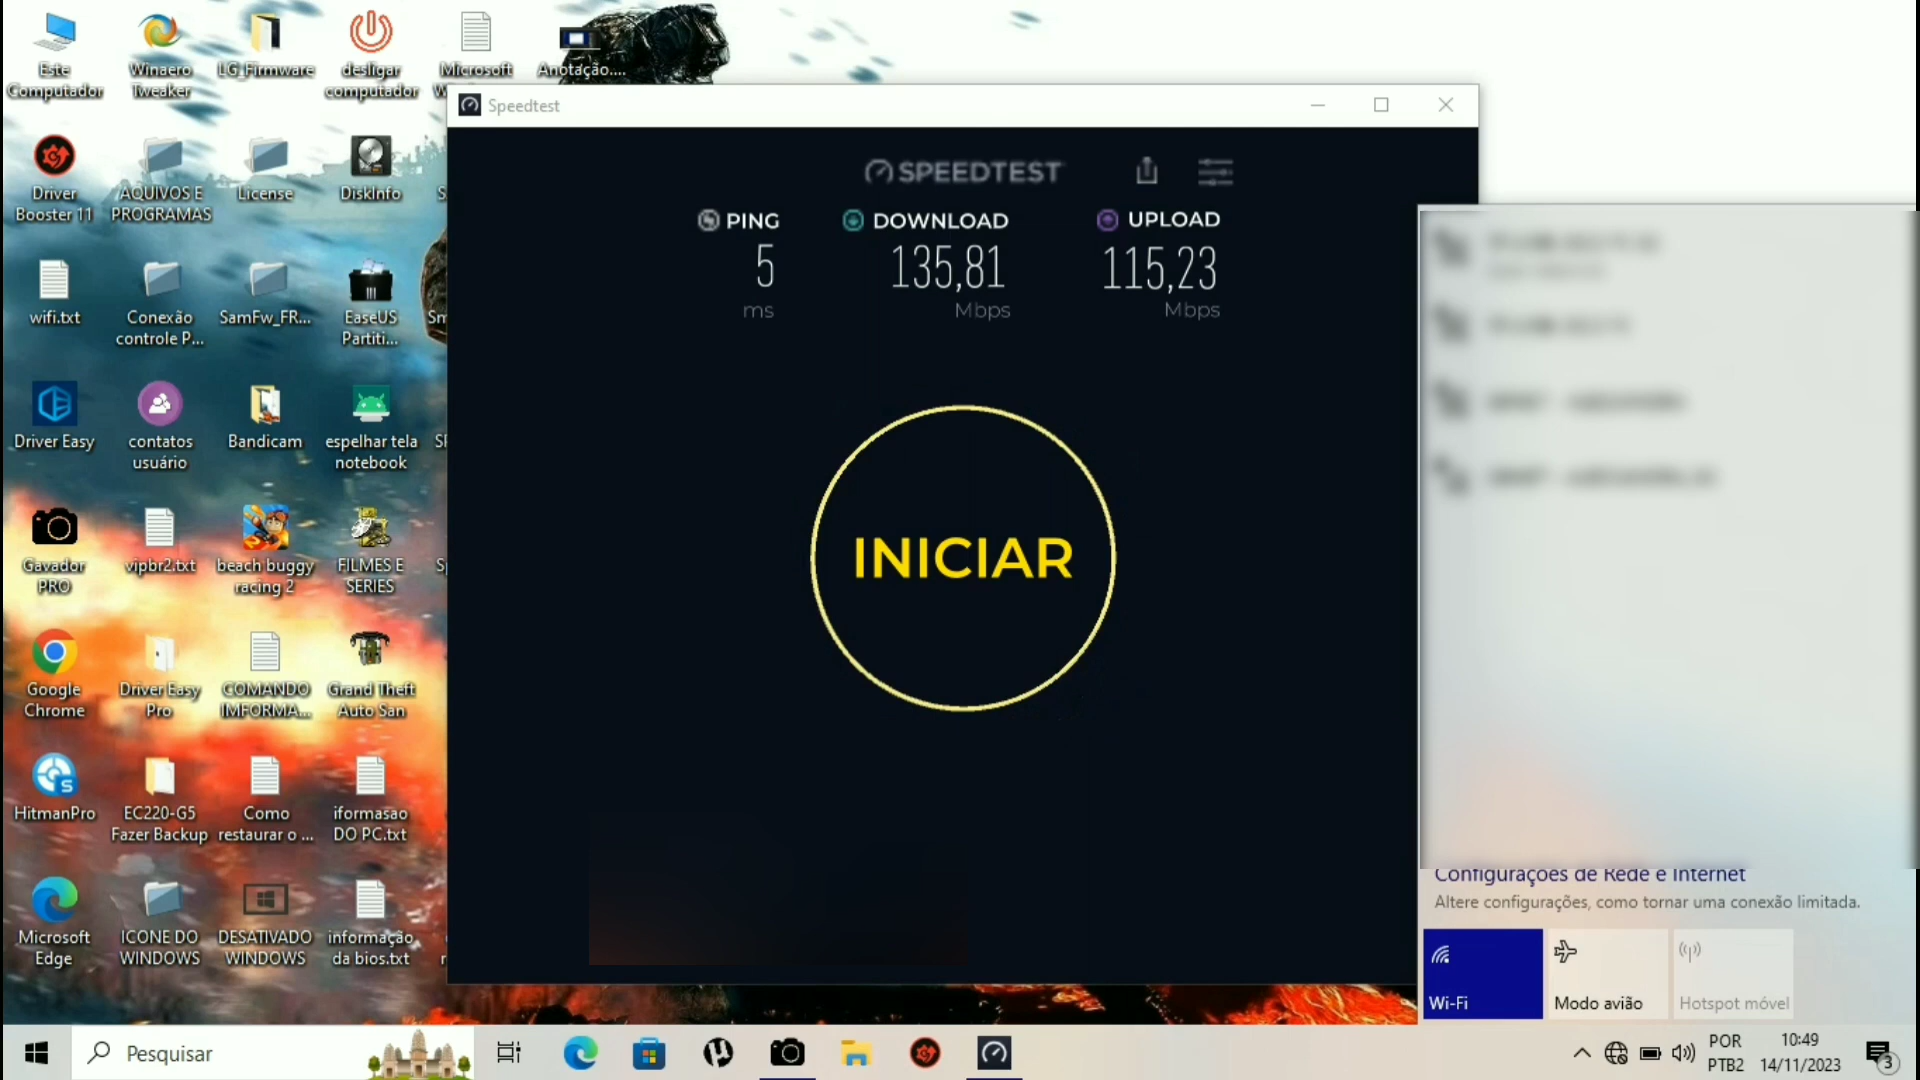 Este
Computador
Winaero
Tweaker
LG_Firmware
desligar
computador
Microsoft
Anotação....
Speedtest
SPEEDTEST
PING
DOWNLOAD
UPLOAD
5
135,81
115,23
ms
Mbps
Mbps
INICIAR
Driver
Booster 11
AQUIVOS E
PROGRAMAS
License
DiskInfo
wifi.txt
Conexão
controle P...
SamFw_FR...
EaseUS
Partiti...
Driver Easy
contatos
usuário
Bandicam
espelhar tela
notebook
Gavador
PRO
vipbr2.txt
beach buggy
racing 2
FILMES E
SERIES
Google
Chrome
Driver Easy
Pro
COMANDO
IMFORMA...
Grand Theft
Auto San
HitmanPro
EC220-G5
Fazer Backup
Como
restaurar o ...
iformasao
DO PC.txt
Microsoft
Edge
ICONE DO
WINDOWS
DESATIVADO
WINDOWS
informação
da bios.txt
Configurações de Rede e Internet
Altere configurações, como tornar uma conexão limitada.
Wi-Fi
Modo avião
Hotspot móvel
Pesquisar
POR
PTB2
10:49
14/11/2023
3